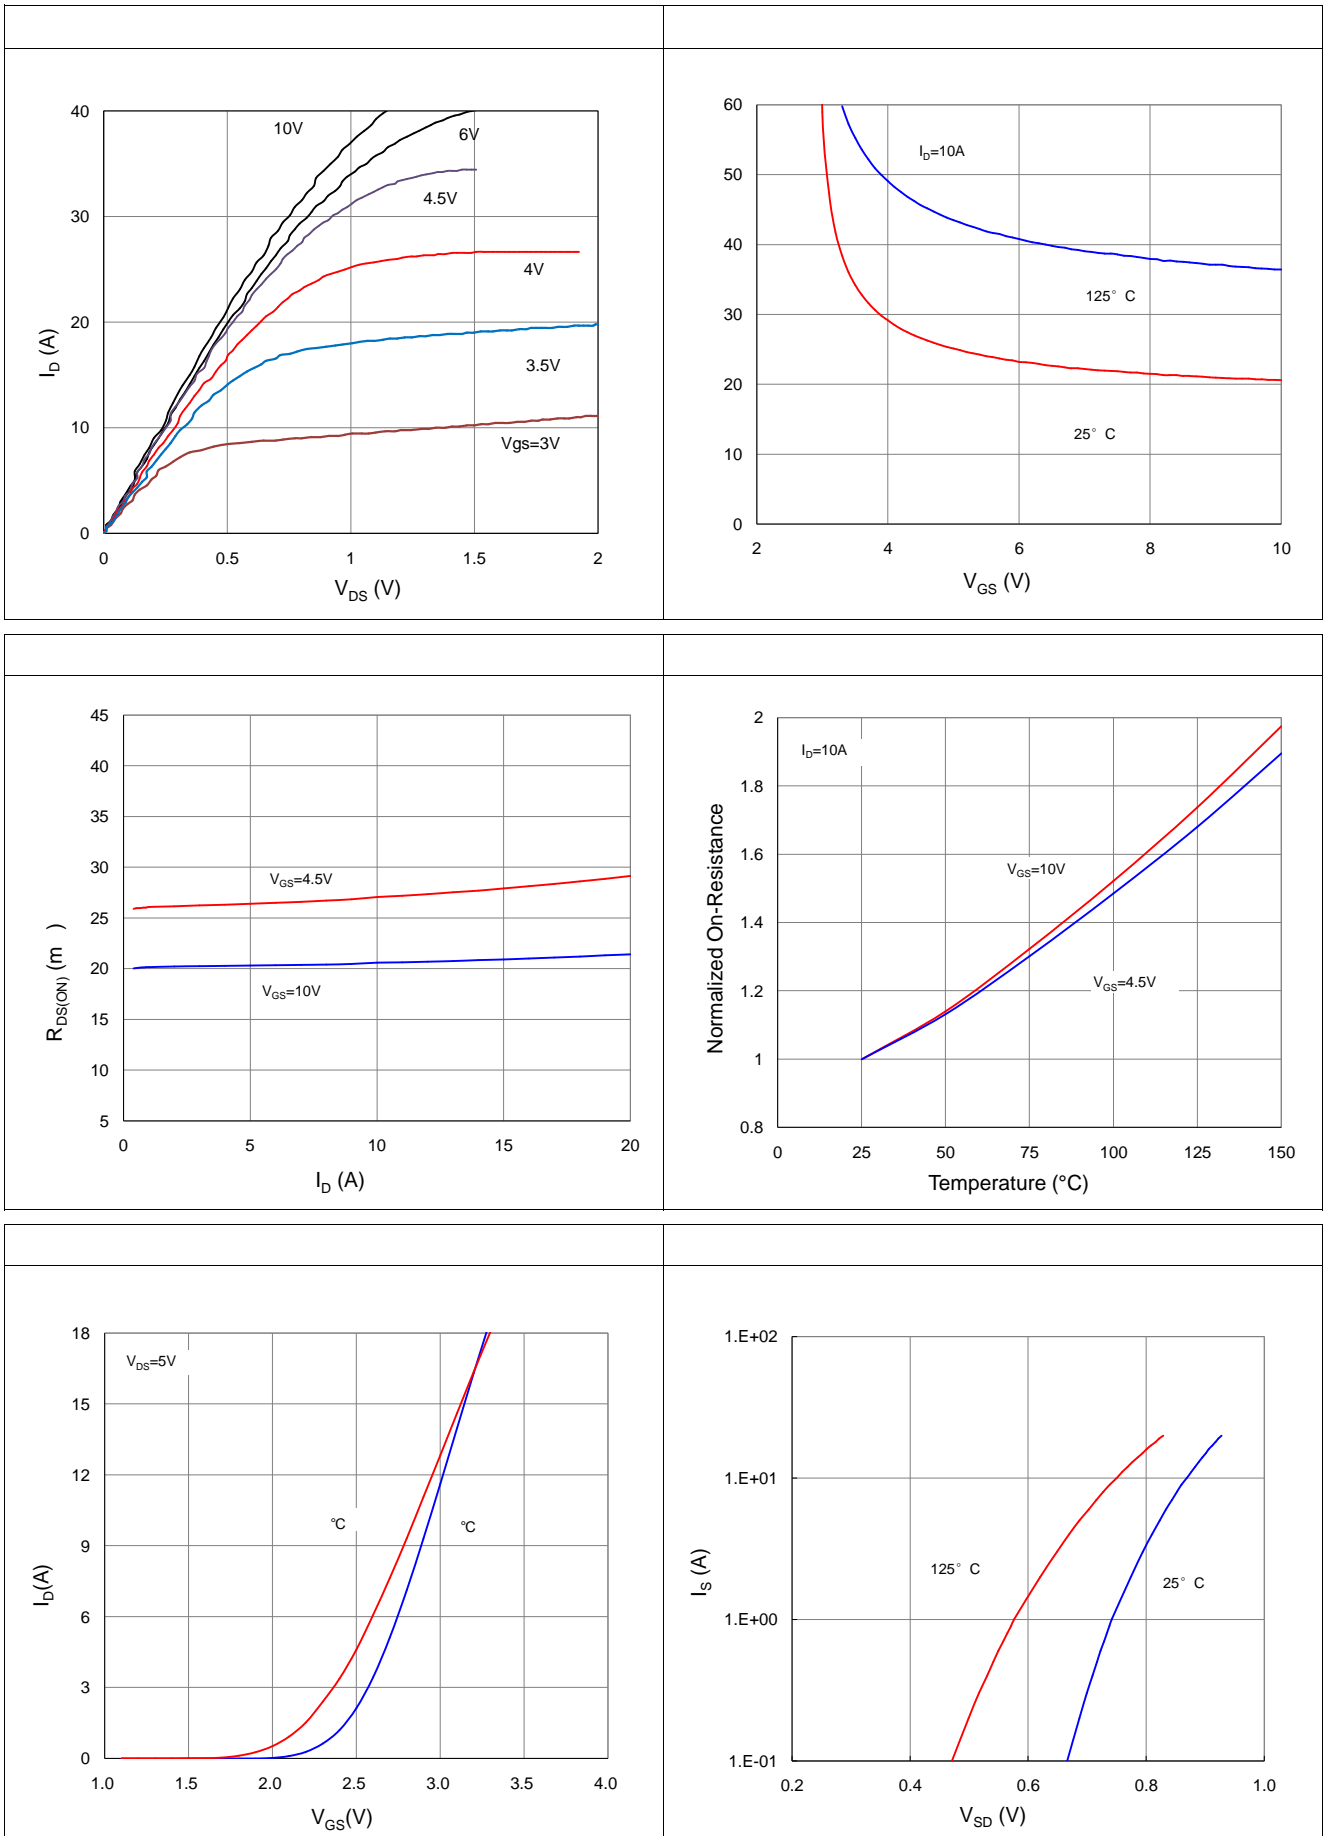 40
30
20
10
0
0 0.5 1 1.5 2
10V
6V
4.5V
4V
3.5V
Vgs=3V
I_D (A)
V_DS (V)
60
50
40
30
20
10
0
2 4 6 8 10
I_D=10A
125° C
25° C
V_GS (V)
45
40
35
30
25
20
15
10
5
0 5 10 15 20
V_GS=4.5V
V_GS=10V
R_DS(ON) (m )
I_D (A)
2
1.8
1.6
1.4
1.2
1
0.8
0 25 50 75 100 125 150
I_D=10A
V_GS=10V
V_GS=4.5V
Normalized On-Resistance
Temperature (°C)
18
15
12
9
6
3
0
1.0 1.5 2.0 2.5 3.0 3.5 4.0
V_DS=5V
℃
℃
I_D(A)
V_GS(V)
1.E+02
1.E+01
1.E+00
1.E-01
0.2 0.4 0.6 0.8 1.0
125° C
25° C
I_S (A)
V_SD (V)